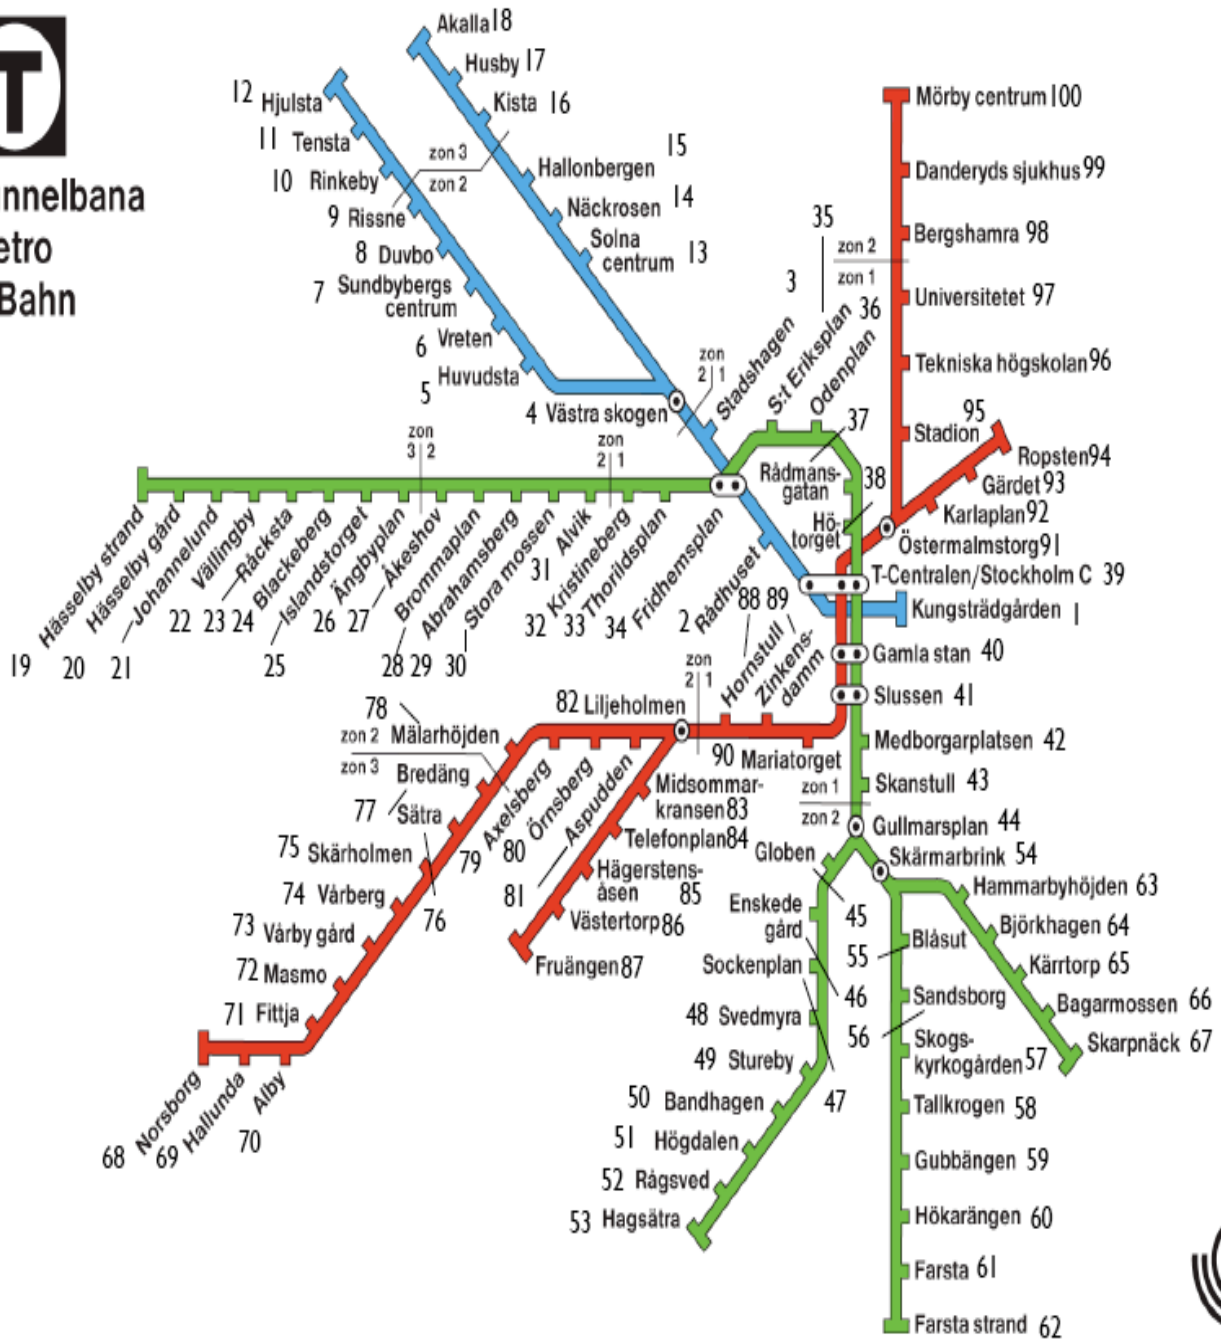 T
nnelbana
etro
Bahn
Akalla 18
Husby 17
Kista 16
15
Hallonbergen
Näckrosen 14
Solna
centrum 13
12 Hjulsta
11 Tensta
10 Rinkeby
9 Rissne
8 Duvbo
7 Sundbybergs
centrum
6 Vreten
5 Huvudsta
4 Västra skogen
zon 3
zon 2
zon
2 1
3 Stadshagen
35 S:t Eriksplan
36 Odenplan
37 Rådmans-
gatan
38 Hö-
torget
zon 2
zon 1
Mörby centrum 100
Danderyds sjukhus 99
Bergshamra 98
Universitetet 97
Tekniska högskolan 96
95
Stadion
Ropsten 94
Gärdet 93
Karlaplan 92
Östermalmstorg 91
T-Centralen/Stockholm C 39
Kungsträdgården 1
Gamla stan 40
Slussen 41
Medborgarplatsen 42
Skanstull 43
Gullmarsplan 44
zon 1
zon 2
zon
3 2
zon
2 1
19 Hässelby strand
20 Hässelby gård
21 Johannelund
22 Vällingby
23 Råcksta
24 Blackeberg
25 Islandstorget
26 Ängbyplan
27 Åkeshov
28 Brommaplan
29 Abrahamsberg
30 Stora mossen
31 Alvik
32 Kristineberg
33 Thorildsplan
34 Fridhemsplan
2 Rådhuset
88 Hornstull
89 Zinkens-
damm
90 Mariatorget
zon
2 1
82 Liljeholmen
78 Mälarhöjden
zon 2
zon 3
77 Bredäng
76 Sätra
75 Skärholmen
74 Vårberg
73 Vårby gård
72 Masmo
71 Fittja
70 Alby
69 Hallunda
68 Norsborg
79 Axelsberg
80 Örnsberg
81 Aspudden
Midsommar-
kransen 83
Telefonplan 84
Hägerstens-
åsen 85
Västertorp 86
Fruängen 87
Globen 45
Enskede
gård 46
Sockenplan 47
48 Svedmyra
49 Stureby
50 Bandhagen
51 Högdalen
52 Rågsved
53 Hagsätra
Skärmarbrink 54
55 Blåsut
56 Sandsborg
Skogs-
kyrkogården 57
Tallkrogen 58
Gubbängen 59
Hökarängen 60
Farsta 61
Farsta strand 62
Hammarbyhöjden 63
Björkhagen 64
Kärrtorp 65
Bagarmossen 66
Skarpnäck 67